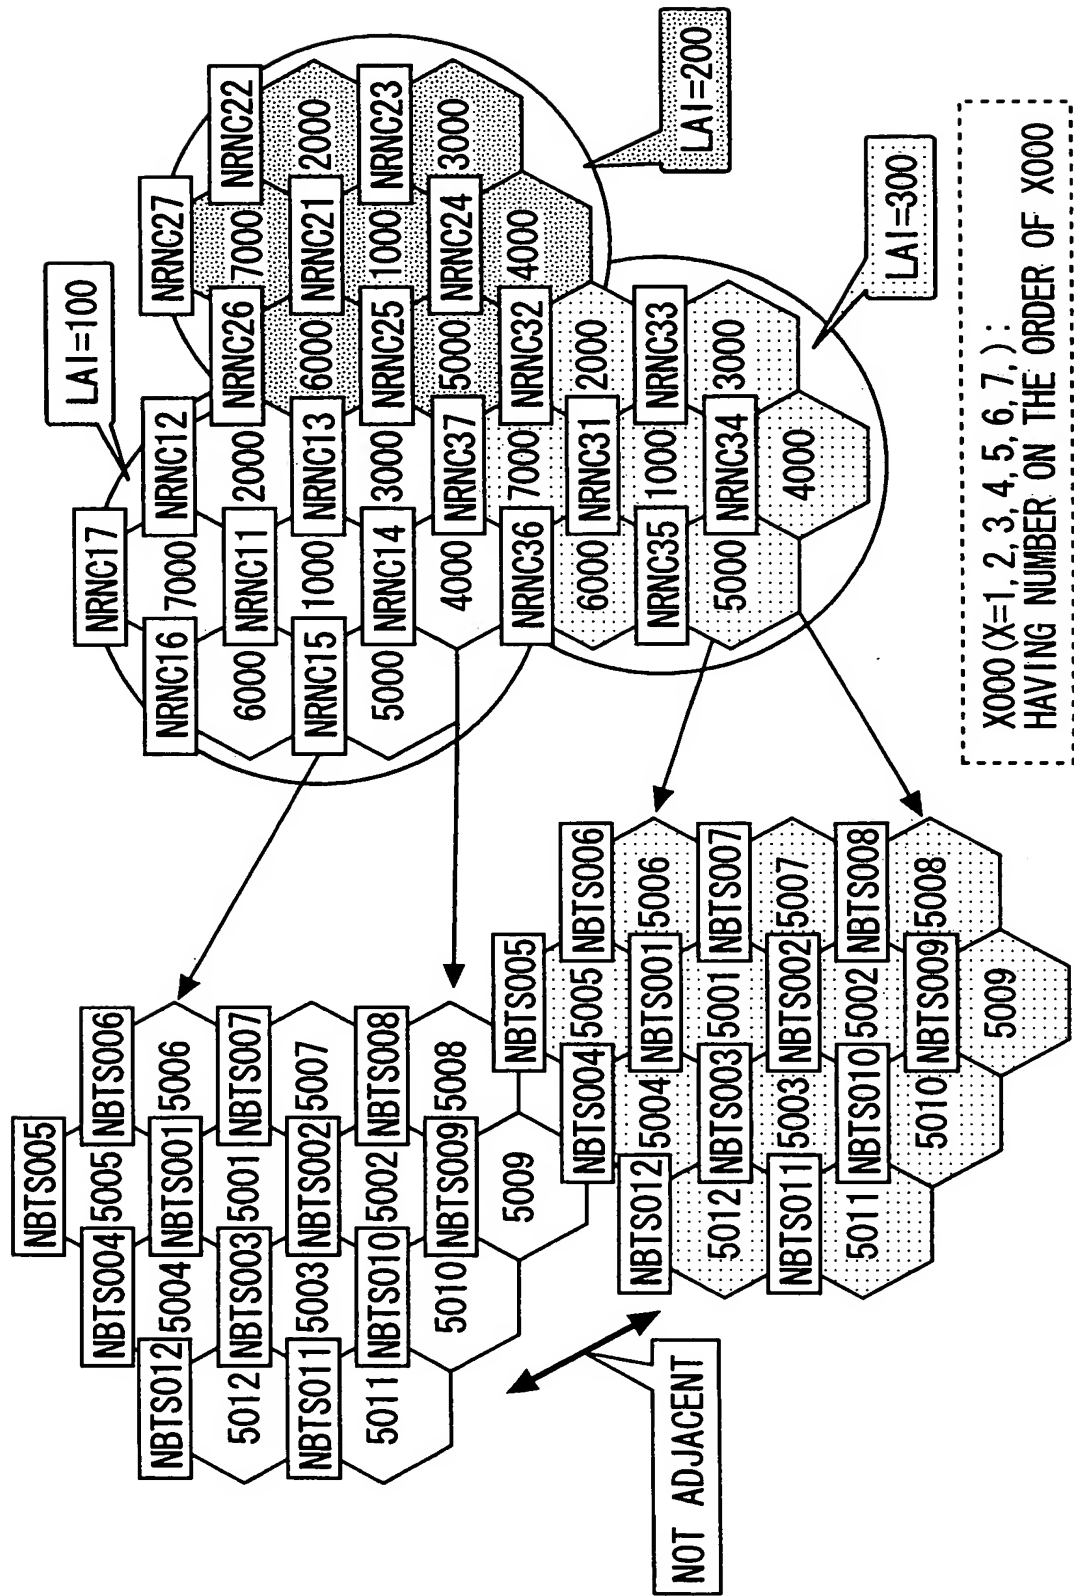 LAI=100
NRNC17
7000
NRNC16
6000
NRNC12
2000
NRNC11
1000
NRNC15
5000
NRNC13
3000
NRNC14
4000
NRNC27
7000
NRNC22
2000
NRNC26
6000
NRNC21
1000
NRNC23
3000
NRNC25
5000
NRNC24
4000
LAI=200
NRNC37
7000
NRNC32
2000
NRNC36
6000
NRNC31
1000
NRNC33
3000
NRNC35
5000
NRNC34
4000
LAI=300
NBTS005
5005
NBTS004
5004
NBTS006
5006
NBTS012
5012
NBTS001
5001
NBTS003
5003
NBTS007
5007
NBTS011
5011
NBTS002
5002
NBTS010
5010
NBTS008
5008
NBTS009
5009
NBTS005
5005
NBTS004
5004
NBTS006
5006
NBTS012
5012
NBTS001
5001
NBTS003
5003
NBTS007
5007
NBTS011
5011
NBTS002
5002
NBTS010
5010
NBTS008
5008
NBTS009
5009
NOT ADJACENT
X000(X=1,2,3,4,5,6,7,):
HAVING NUMBER ON THE ORDER OF X000